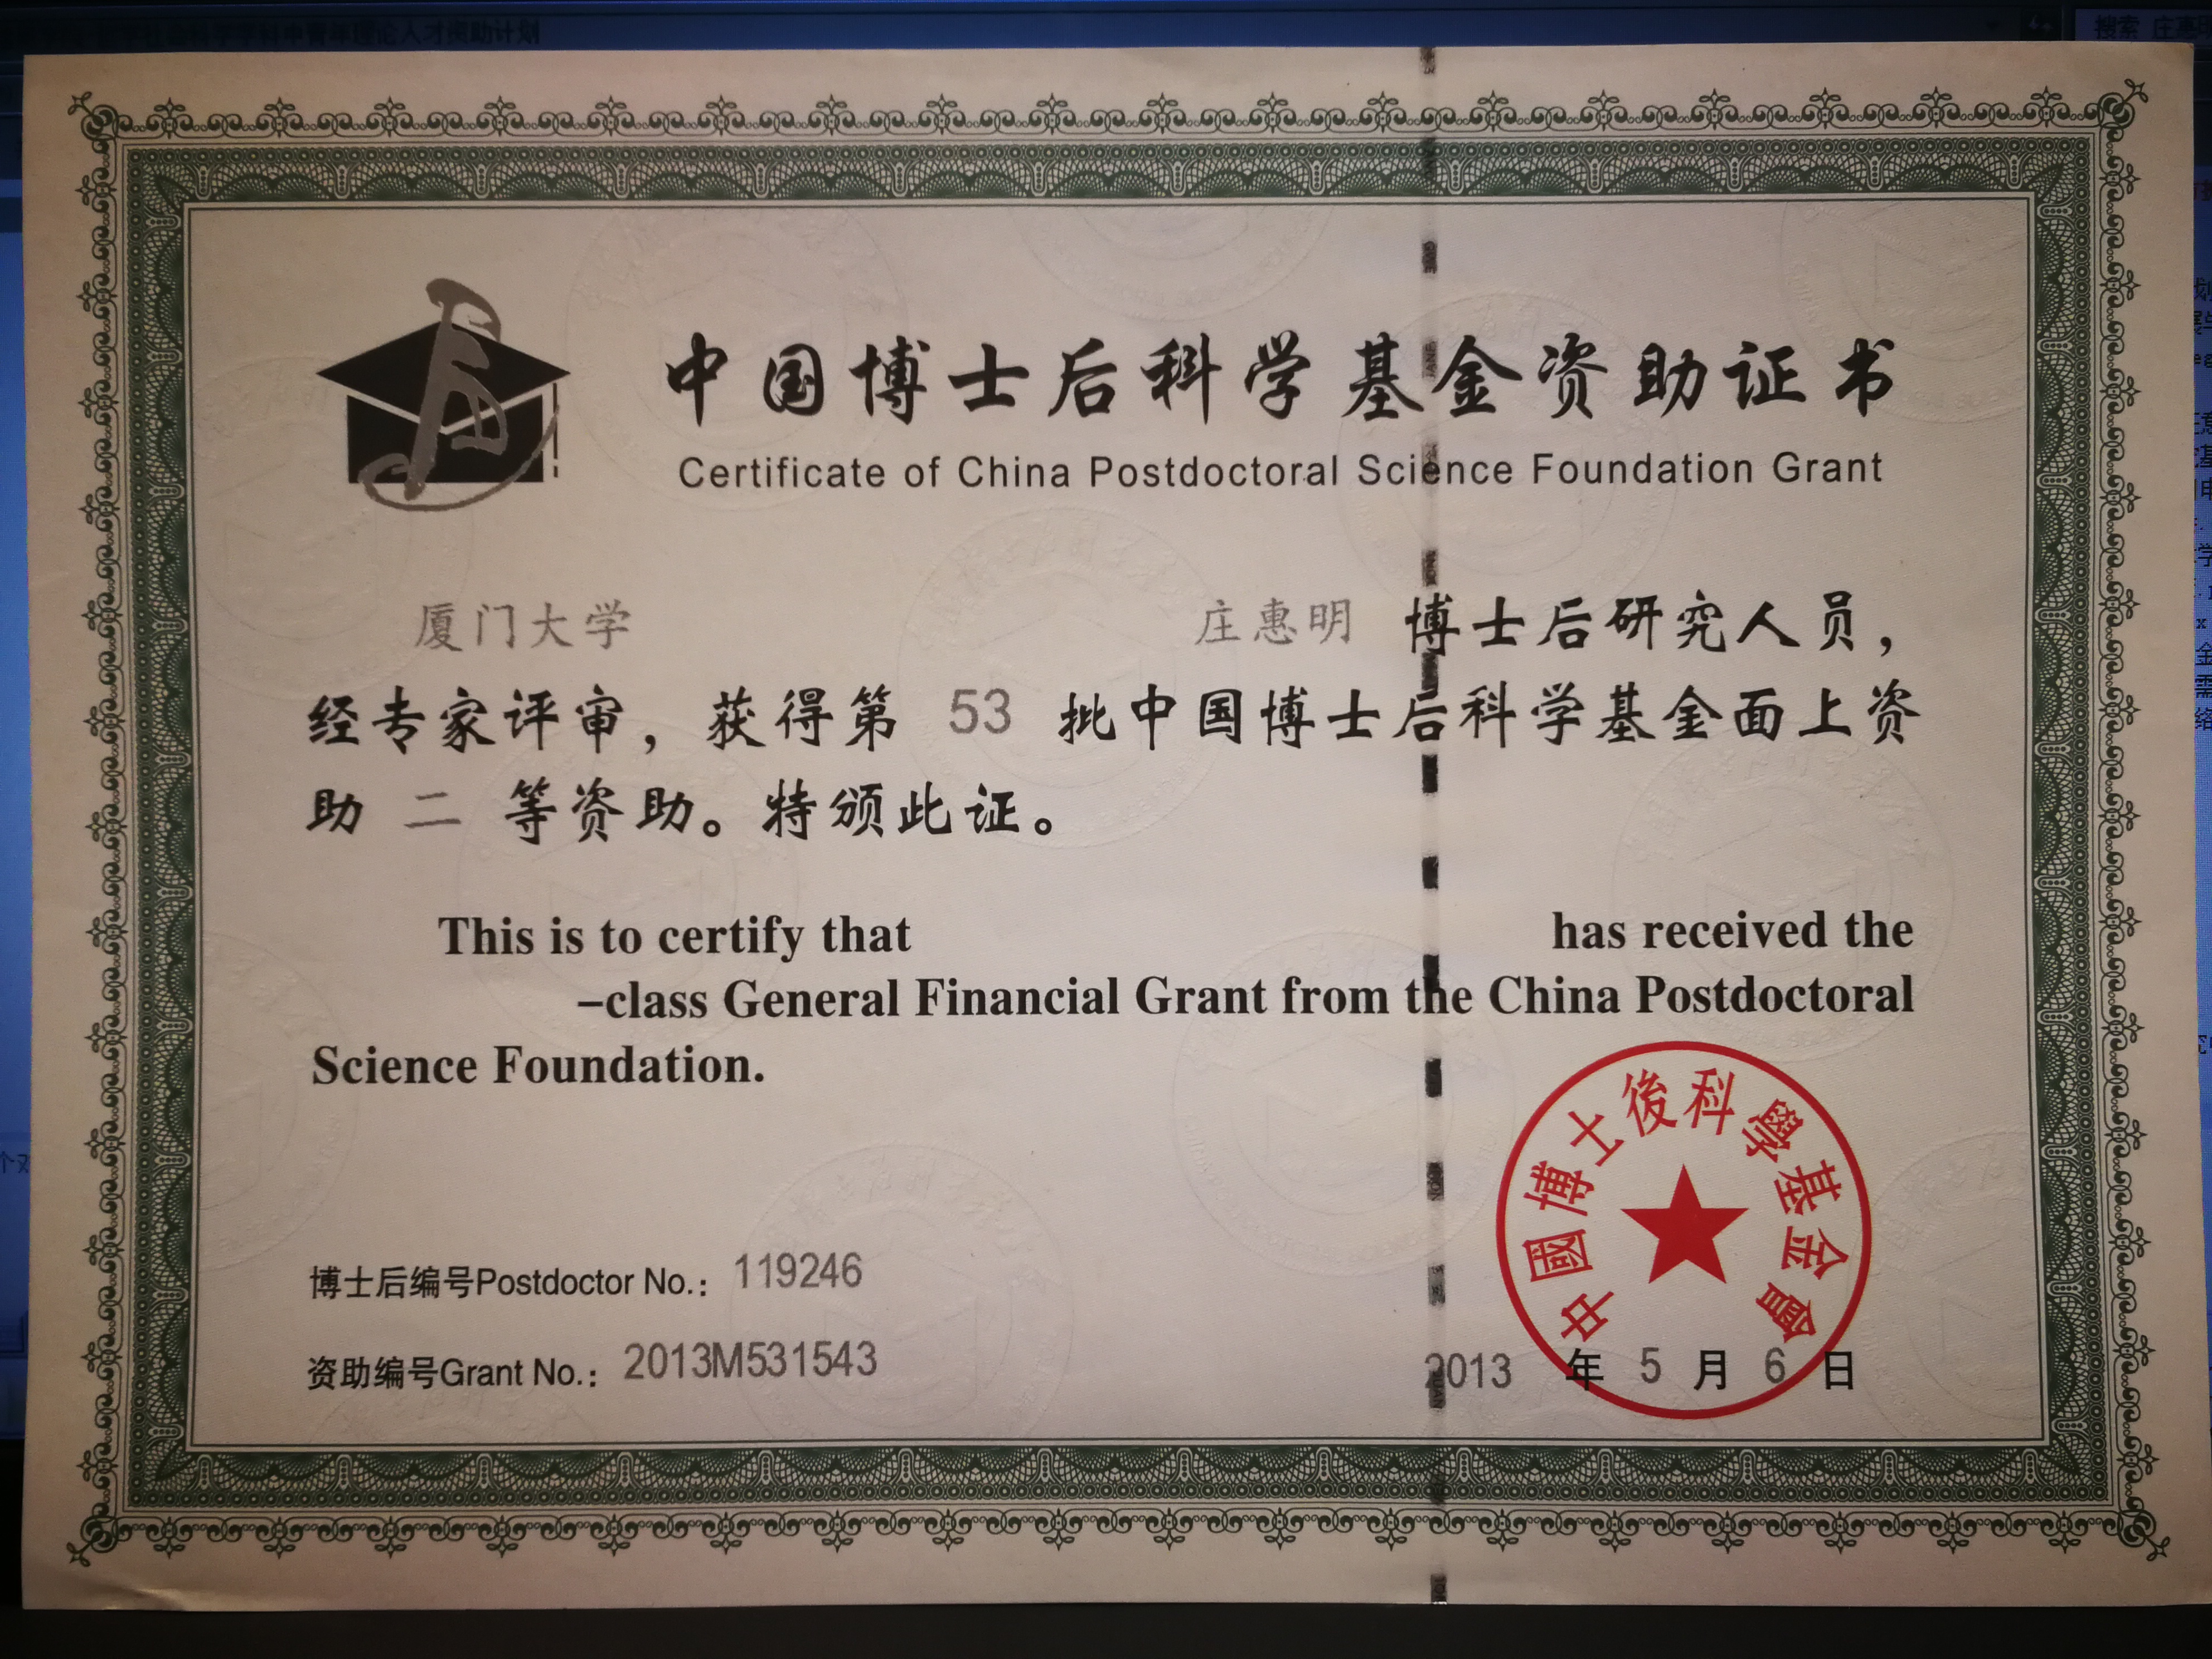 中国博士后科学基金资助证书
Certificate of China Postdoctoral Science Foundation Grant
厦门大学 庄惠明 博士后研究人员，
经专家评审，获得第 53 批中国博士后科学基金面上资
助 二 等资助。特颁此证。
This is to certify that has received the
–class General Financial Grant from the China Postdoctoral
Science Foundation.
中國博士後科學基金會
博士后编号Postdoctor No.：119246
资助编号Grant No.：2013M531543
2013 年 5 月 6 日
搜索 庄惠